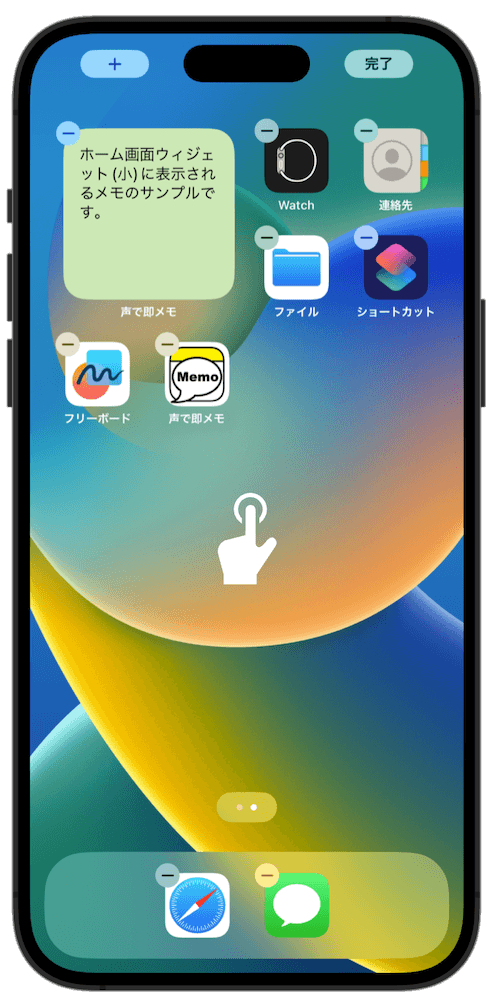 +
完了
ホーム画面ウィジェ
ット (小) に表示され
るメモのサンプルで
す。
声で即メモ
Watch
連絡先
ファイル
ショートカット
Memo
フリーボード
声で即メモ